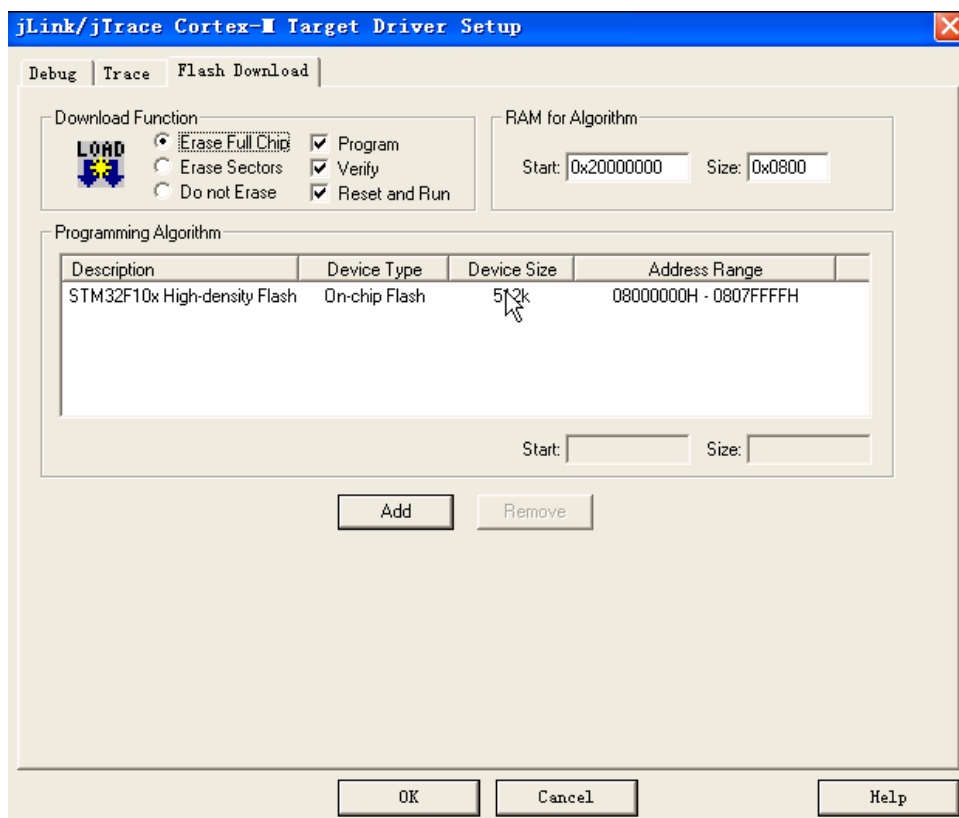 jLink/jTrace Cortex-M Target Driver Setup
Debug Trace Flash Download
Download Function
LOAD
Erase Full Chip
Erase Sectors
Do not Erase
Program
Verify
Reset and Run
RAM for Algorithm
Start: 0x20000000 Size: 0x0800
Programming Algorithm
Description Device Type Device Size Address Range
STM32F10x High-density Flash On-chip Flash 512k 08000000H - 0807FFFFH
Start: Size:
Add Remove
OK Cancel Help